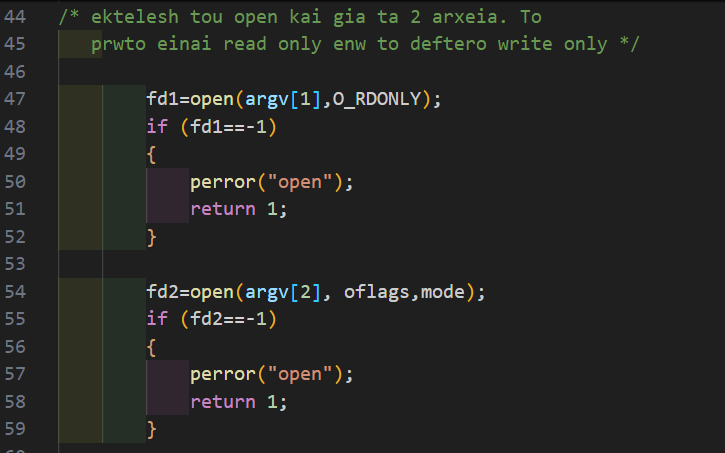 44 /* ektelesh tou open kai gia ta 2 arxeia. To
45 prwto einai read only enw to deftero write only */
46
47 fd1=open(argv[1],O_RDONLY);
48 if (fd1==-1)
49 {
50 perror("open");
51 return 1;
52 }
53
54 fd2=open(argv[2], oflags,mode);
55 if (fd2==-1)
56 {
57 perror("open");
58 return 1;
59 }